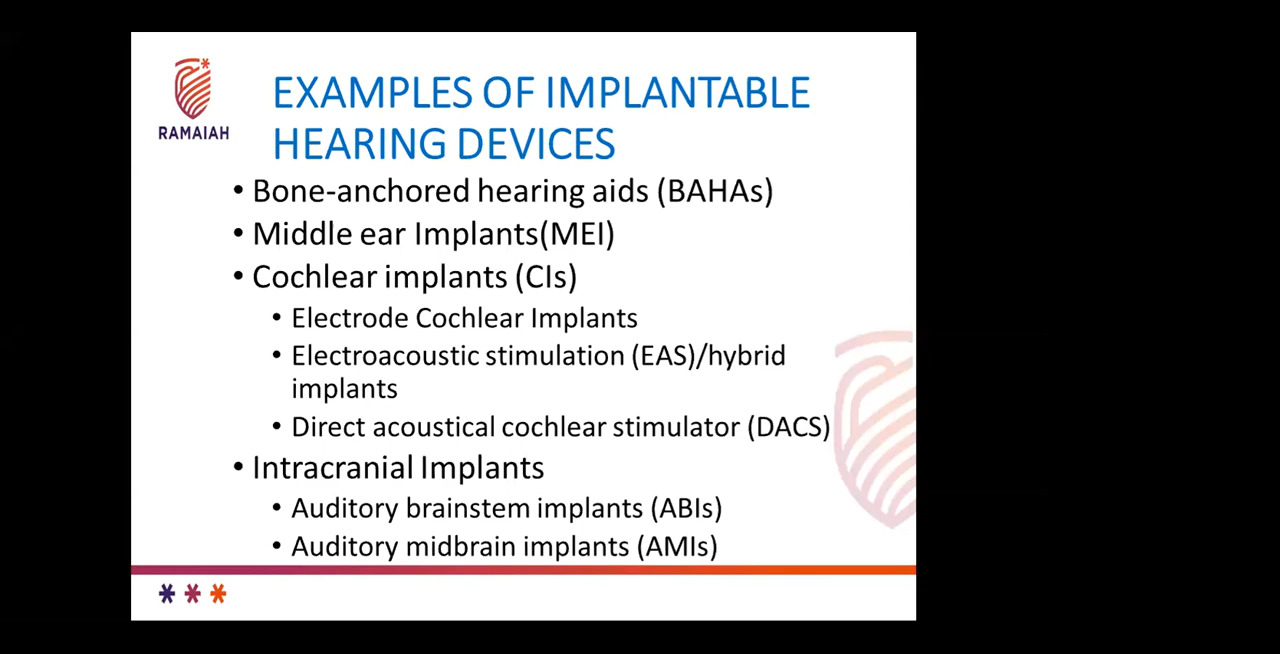 RAMAIAH
EXAMPLES OF IMPLANTABLE
HEARING DEVICES
• Bone-anchored hearing aids (BAHAs)
• Middle ear Implants(MEI)
• Cochlear implants (CIs)
• Electrode Cochlear Implants
• Electroacoustic stimulation (EAS)/hybrid
implants
• Direct acoustical cochlear stimulator (DACS)
• Intracranial Implants
• Auditory brainstem implants (ABIs)
• Auditory midbrain implants (AMIs)